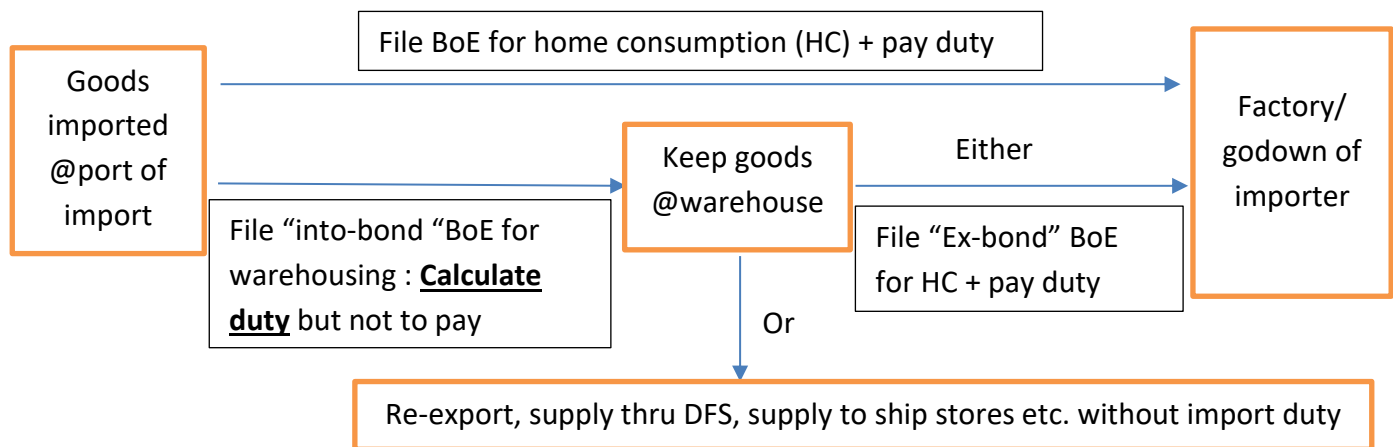 File BoE for home consumption (HC) + pay duty
Goods
imported
@port of
import
Keep goods
@warehouse
Either
Factory/
godown of
importer
File “into-bond “BoE for
warehousing : Calculate
duty but not to pay
File “Ex-bond” BoE
for HC + pay duty
Or
Re-export, supply thru DFS, supply to ship stores etc. without import duty